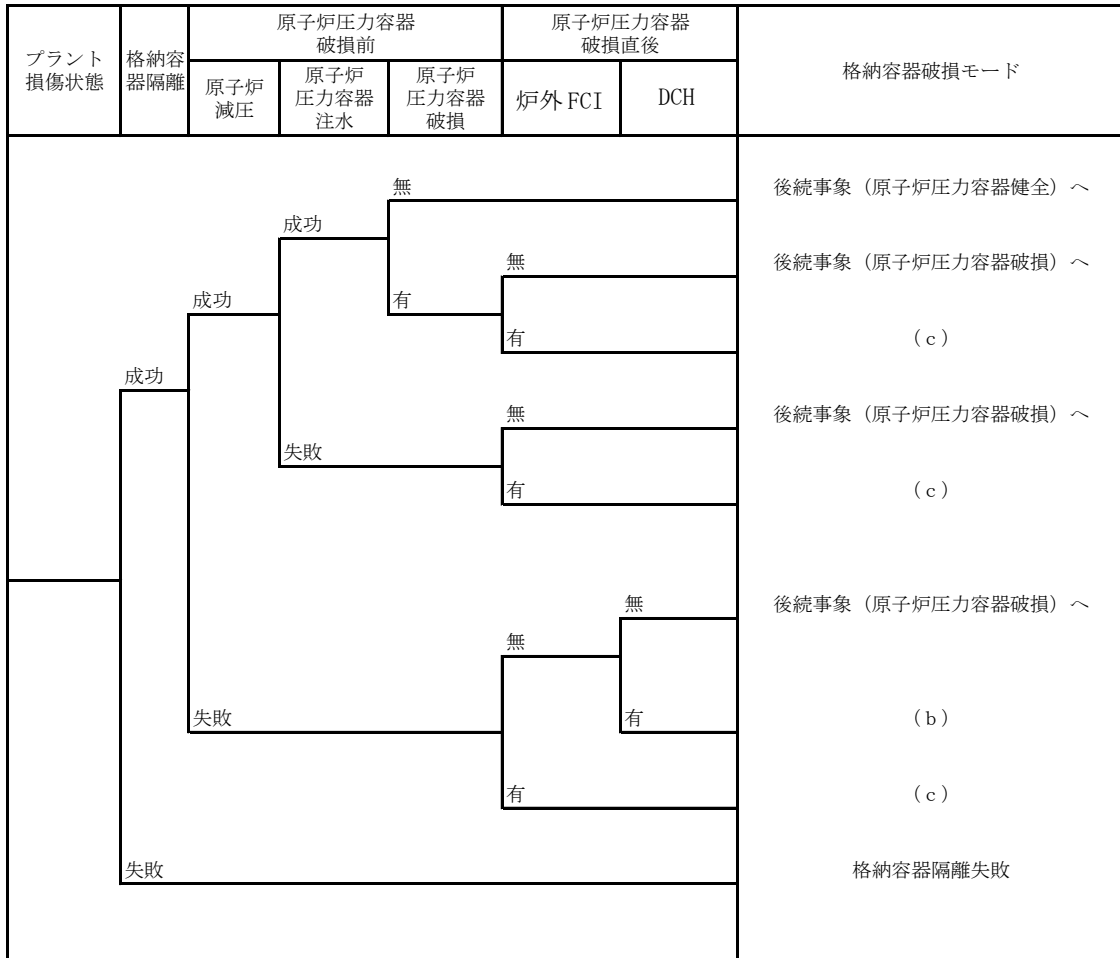 プラント
損傷状態
格納容
器隔離
原子炉圧力容器
破損前
原子炉
減圧
原子炉
圧力容器
注水
原子炉
圧力容器
破損
原子炉圧力容器
破損直後
炉外FCI
DCH
格納容器破損モード
無
後続事象（原子炉圧力容器健全）へ
成功
無
後続事象（原子炉圧力容器破損）へ
成功
有
有
（c）
成功
無
後続事象（原子炉圧力容器破損）へ
失敗
有
（c）
無
後続事象（原子炉圧力容器破損）へ
無
失敗
有
（b）
有
（c）
失敗
格納容器隔離失敗